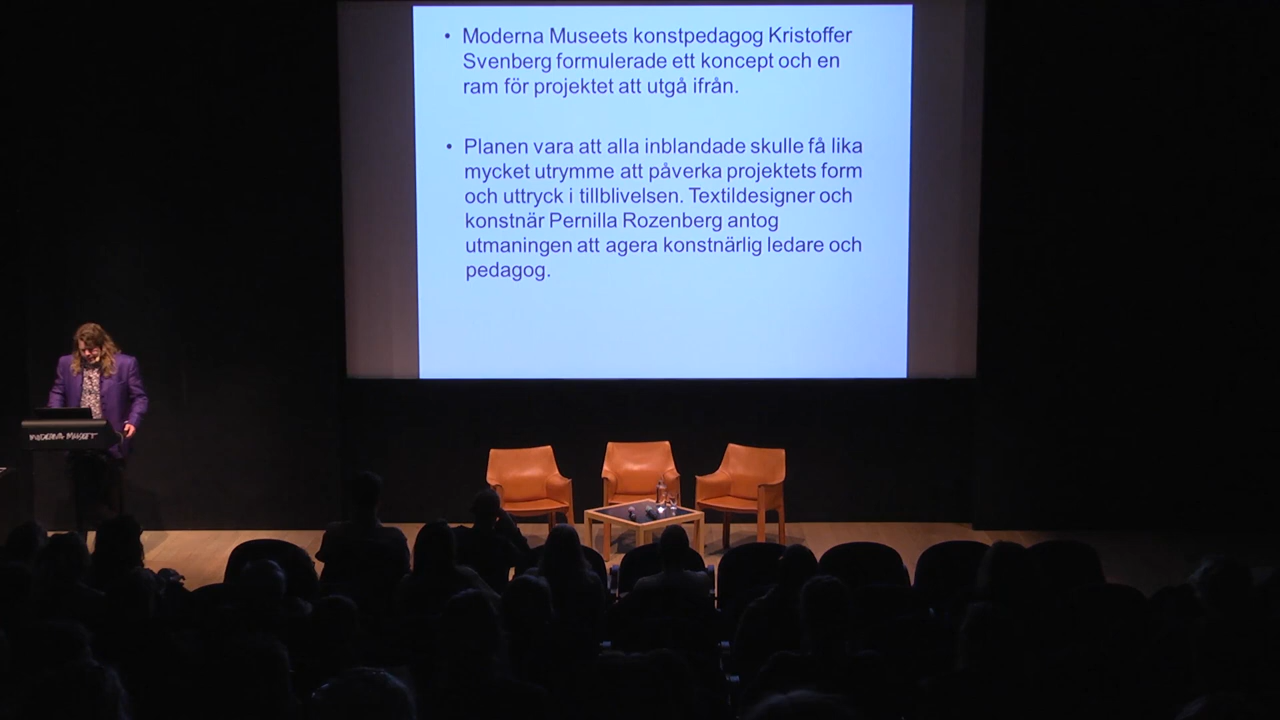 • Moderna Museets konstpedagog Kristoffer
Svenberg formulerade ett koncept och en
ram för projektet att utgå ifrån.
• Planen vara att alla inblandade skulle få lika
mycket utrymme att påverka projektets form
och uttryck i tillblivelsen. Textildesigner och
konstnär Pernilla Rozenberg antog
utmaningen att agera konstnärlig ledare och
pedagog.
MODERNA MUSEET